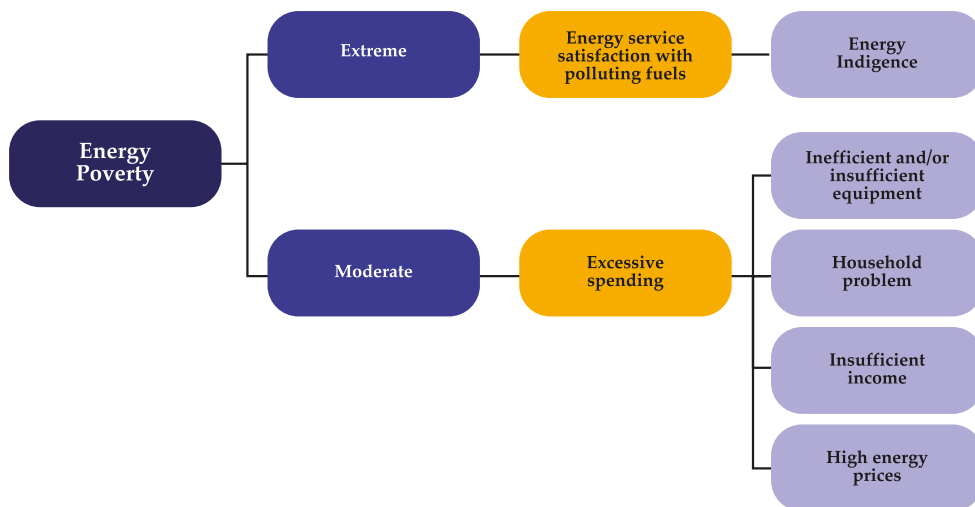 Energy
Poverty
Extreme
Energy service
satisfaction with
polluting fuels
Energy
Indigence
Moderate
Excessive
spending
Inefficient and/or
insufficient
equipment
Household
problem
Insufficient
income
High energy
prices